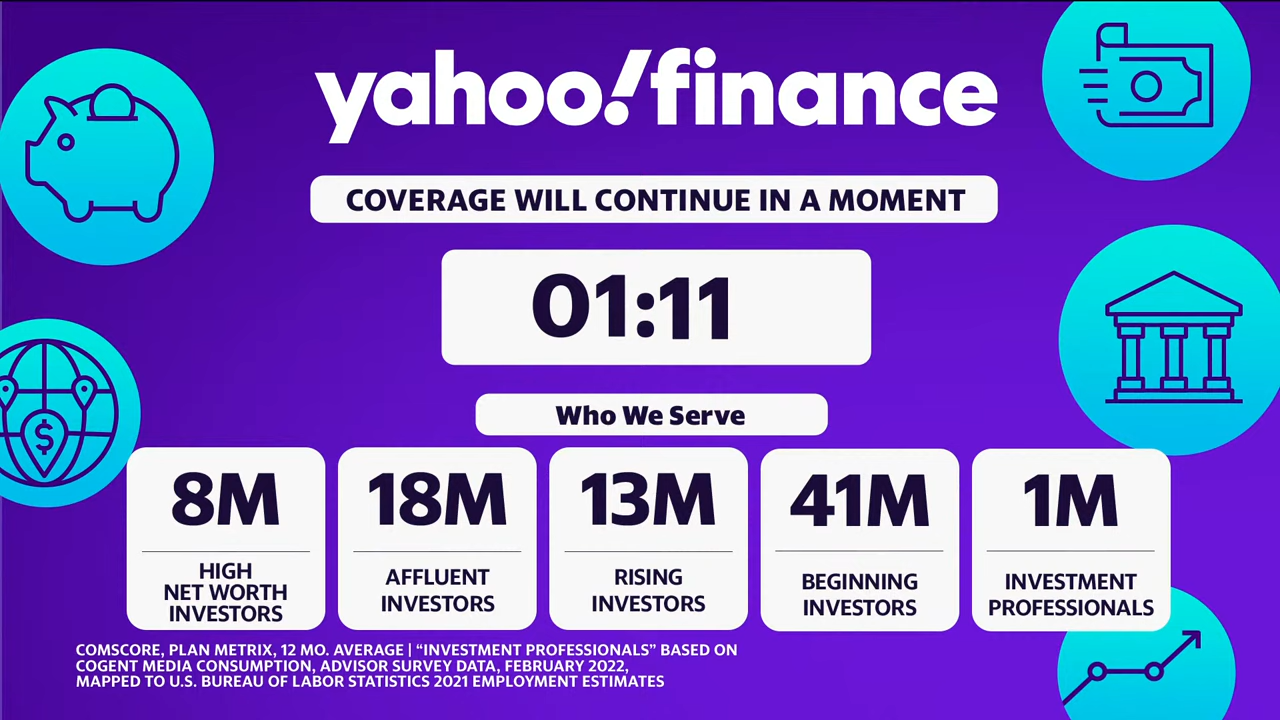 yahoo!finance
COVERAGE WILL CONTINUE IN A MOMENT
01:11
Who We Serve
8M
HIGH
NET WORTH
INVESTORS
18M
AFFLUENT
INVESTORS
13M
RISING
INVESTORS
41M
BEGINNING
INVESTORS
1M
INVESTMENT
PROFESSIONALS
$
COMSCORE, PLAN METRIX, 12 MO. AVERAGE | “INVESTMENT PROFESSIONALS” BASED ON
COGENT MEDIA CONSUMPTION, ADVISOR SURVEY DATA, FEBRUARY 2022,
MAPPED TO U.S. BUREAU OF LABOR STATISTICS 2021 EMPLOYMENT ESTIMATES